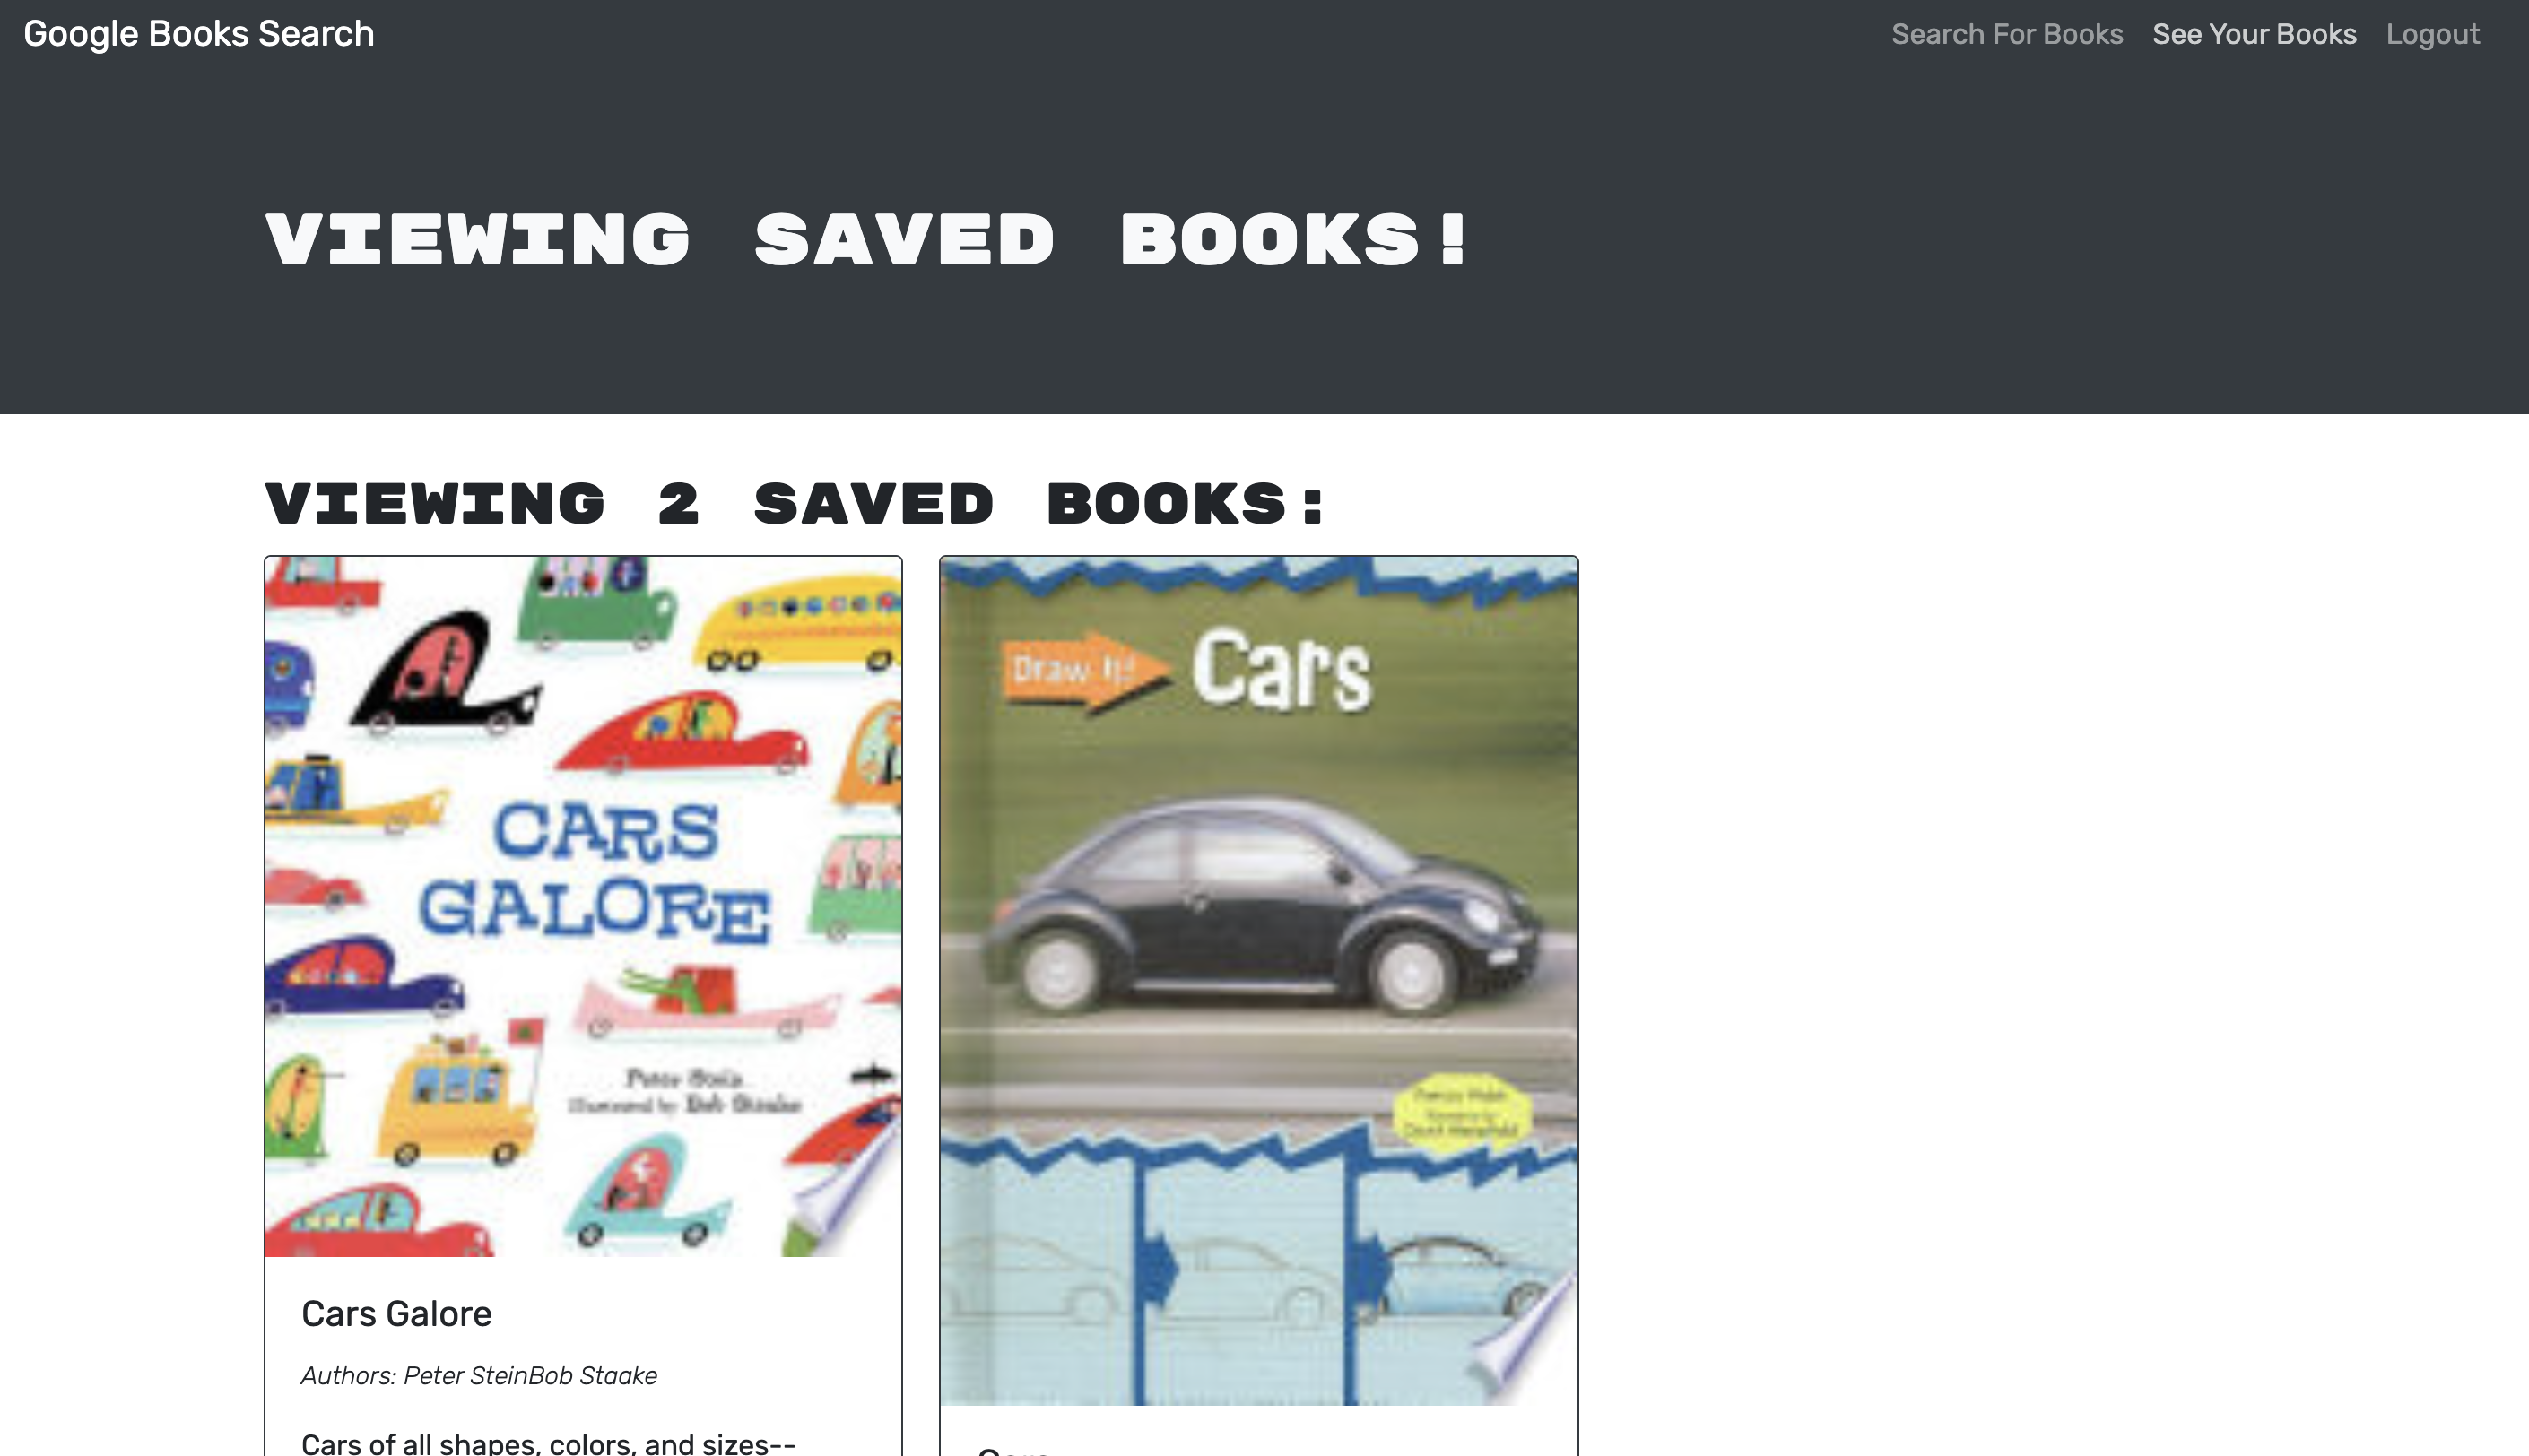 Google Books Search
Search For Books See Your Books Logout
VIEWING SAVED BOOKS!
VIEWING 2 SAVED BOOKS:
CARS
GALORE
Peter Stein
Illustrated by Bob Staake
Draw It! Cars
Cars Galore
Authors: Peter SteinBob Staake
Cars of all shapes, colors, and sizes--
Cars